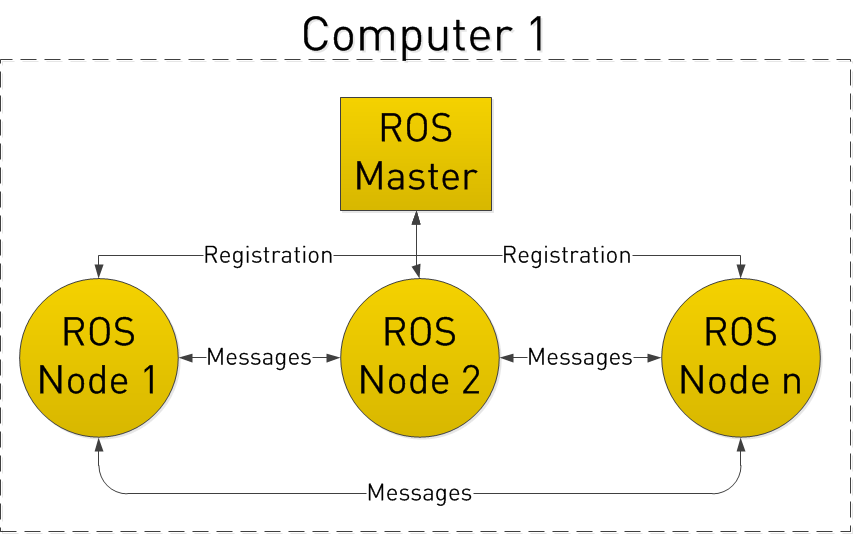 Computer 1
ROS
Master
Registration
Registration
ROS
Node 1
Messages
ROS
Node 2
Messages
ROS
Node n
Messages